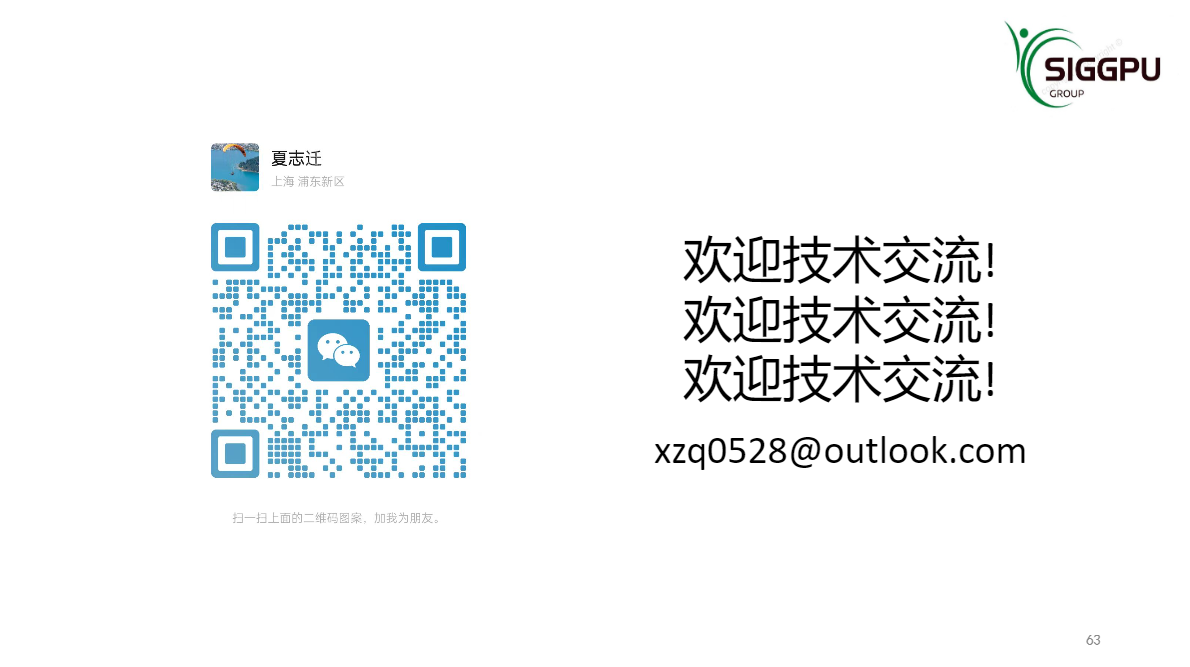 SIGGPU
GROUP
夏志迁
上海 浦东新区
欢迎技术交流!
欢迎技术交流!
欢迎技术交流!
xzq0528@outlook.com
扫一扫上面的二维码图案，加我为朋友。
63